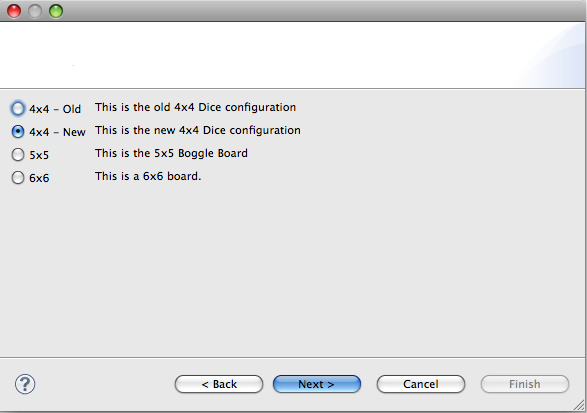 4x4 - Old This is the old 4x4 Dice configuration
4x4 - New This is the new 4x4 Dice configuration
5x5 This is the 5x5 Boggle Board
6x6 This is a 6x6 board.
? < Back Next > Cancel Finish